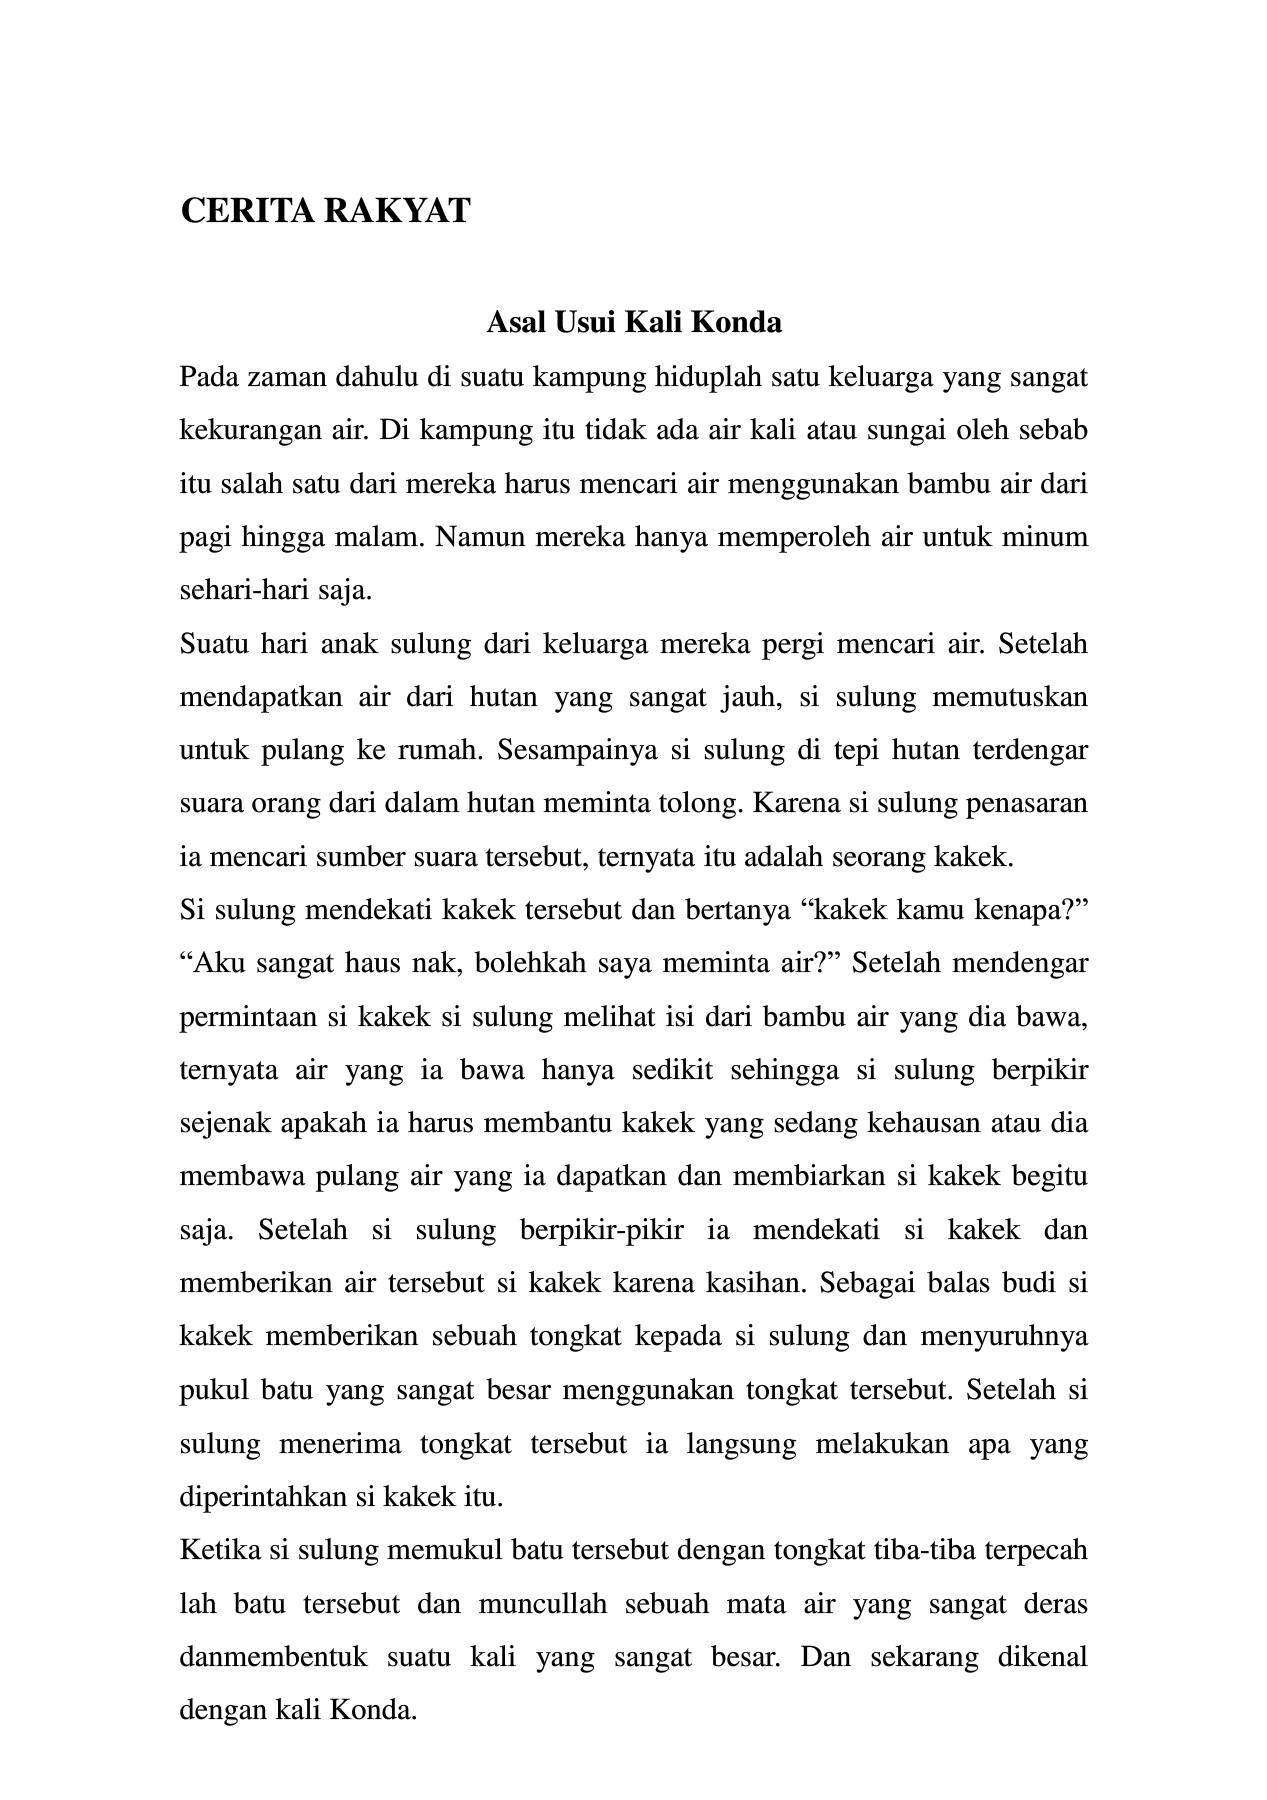 CERITA RAKYAT
Asal Usui Kali Konda
Pada zaman dahulu di suatu kampung hiduplah satu keluarga yang sangat
kekurangan air. Di kampung itu tidak ada air kali atau sungai oleh sebab
itu salah satu dari mereka harus mencari air menggunakan bambu air dari
pagi hingga malam. Namun mereka hanya memperoleh air untuk minum
sehari-hari saja.
Suatu hari anak sulung dari keluarga mereka pergi mencari air. Setelah
mendapatkan air dari hutan yang sangat jauh, si sulung memutuskan
untuk pulang ke rumah. Sesampainya si sulung di tepi hutan terdengar
suara orang dari dalam hutan meminta tolong. Karena si sulung penasaran
ia mencari sumber suara tersebut, ternyata itu adalah seorang kakek.
Si sulung mendekati kakek tersebut dan bertanya “kakek kamu kenapa?”
“Aku sangat haus nak, bolehkah saya meminta air?” Setelah mendengar
permintaan si kakek si sulung melihat isi dari bambu air yang dia bawa,
ternyata air yang ia bawa hanya sedikit sehingga si sulung berpikir
sejenak apakah ia harus membantu kakek yang sedang kehausan atau dia
membawa pulang air yang ia dapatkan dan membiarkan si kakek begitu
saja. Setelah si sulung berpikir-pikir ia mendekati si kakek dan
memberikan air tersebut si kakek karena kasihan. Sebagai balas budi si
kakek memberikan sebuah tongkat kepada si sulung dan menyuruhnya
pukul batu yang sangat besar menggunakan tongkat tersebut. Setelah si
sulung menerima tongkat tersebut ia langsung melakukan apa yang
diperintahkan si kakek itu.
Ketika si sulung memukul batu tersebut dengan tongkat tiba-tiba terpecah
lah batu tersebut dan muncullah sebuah mata air yang sangat deras
danmembentuk suatu kali yang sangat besar. Dan sekarang dikenal
dengan kali Konda.